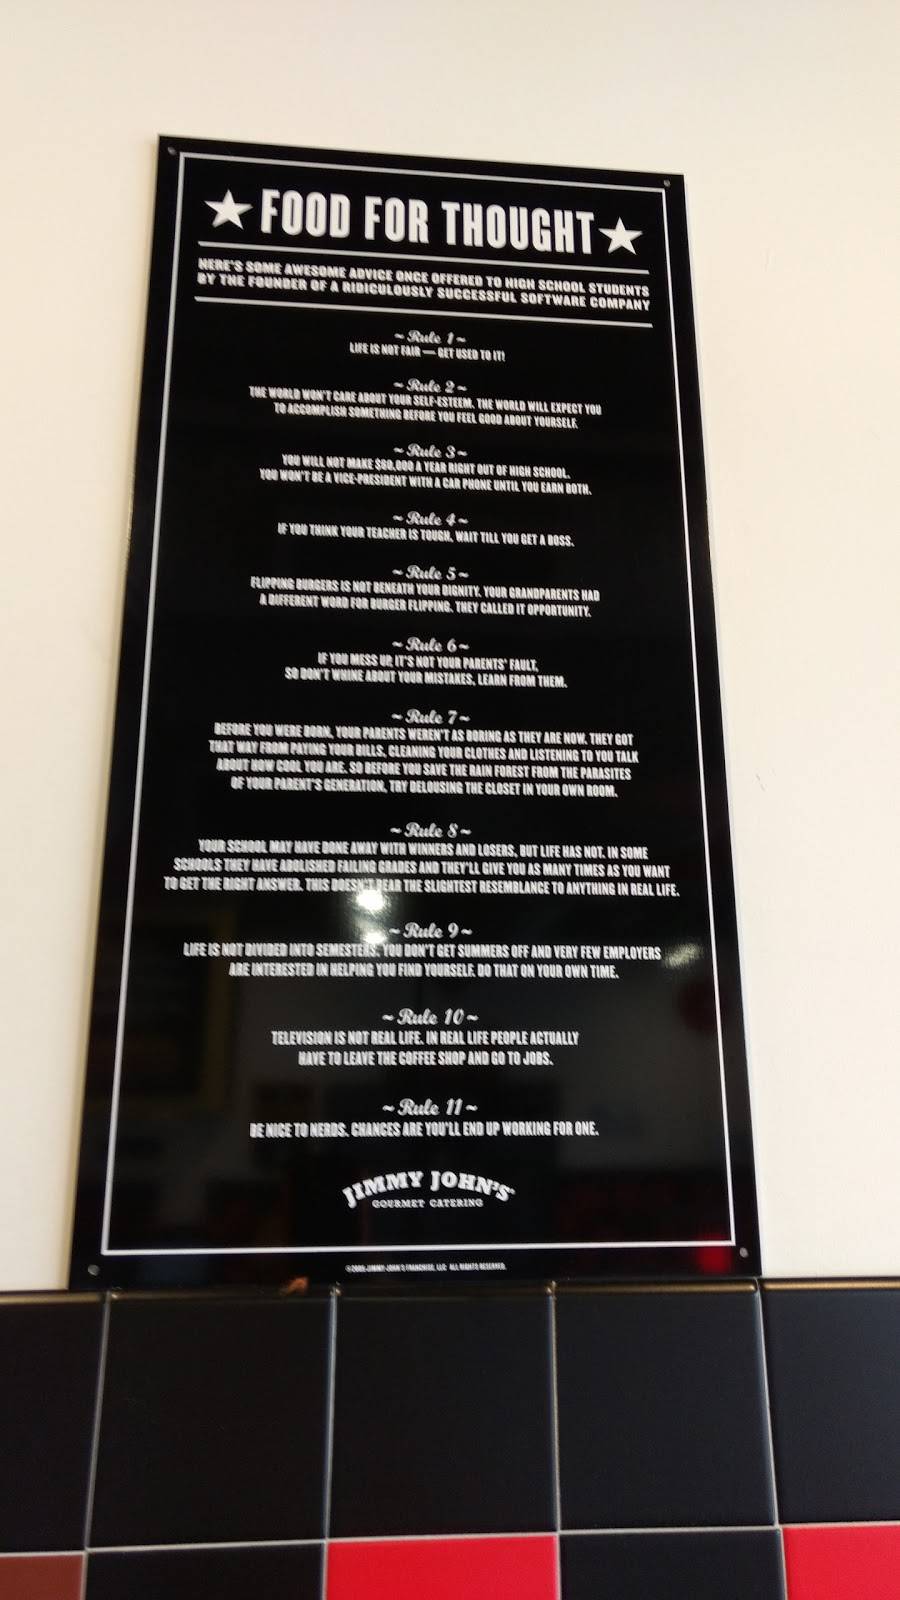 ★ FOOD FOR THOUGHT ★
HERE'S SOME AWESOME ADVICE ONCE OFFERED TO HIGH SCHOOL STUDENTS
BY THE FOUNDER OF A RIDICULOUSLY SUCCESSFUL SOFTWARE COMPANY
~Rule 1~
LIFE IS NOT FAIR — GET USED TO IT!
~Rule 2~
THE WORLD WON'T CARE ABOUT YOUR SELF-ESTEEM. THE WORLD WILL EXPECT YOU
TO ACCOMPLISH SOMETHING BEFORE YOU FEEL GOOD ABOUT YOURSELF.
~Rule 3~
YOU WILL NOT MAKE $60,000 A YEAR RIGHT OUT OF HIGH SCHOOL.
YOU WON'T BE A VICE-PRESIDENT WITH A CAR PHONE UNTIL YOU EARN BOTH.
~Rule 4~
IF YOU THINK YOUR TEACHER IS TOUGH, WAIT TILL YOU GET A BOSS.
~Rule 5~
FLIPPING BURGERS IS NOT BENEATH YOUR DIGNITY. YOUR GRANDPARENTS HAD
A DIFFERENT WORD FOR BURGER FLIPPING. THEY CALLED IT OPPORTUNITY.
~Rule 6~
IF YOU MESS UP, IT'S NOT YOUR PARENTS' FAULT,
SO DON'T WHINE ABOUT YOUR MISTAKES, LEARN FROM THEM.
~Rule 7~
BEFORE YOU WERE BORN, YOUR PARENTS WEREN'T AS BORING AS THEY ARE NOW. THEY GOT
THAT WAY FROM PAYING YOUR BILLS, CLEANING YOUR CLOTHES AND LISTENING TO YOU TALK
ABOUT HOW COOL YOU ARE. SO BEFORE YOU SAVE THE RAIN FOREST FROM THE PARASITES
OF YOUR PARENT'S GENERATION, TRY DELOUSING THE CLOSET IN YOUR OWN ROOM.
~Rule 8~
YOUR SCHOOL MAY HAVE DONE AWAY WITH WINNERS AND LOSERS, BUT LIFE HAS NOT. IN SOME
SCHOOLS THEY HAVE ABOLISHED FAILING GRADES AND THEY'LL GIVE YOU AS MANY TIMES AS YOU WANT
TO GET THE RIGHT ANSWER. THIS DOESN'T BEAR THE SLIGHTEST RESEMBLANCE TO ANYTHING IN REAL LIFE.
~Rule 9~
LIFE IS NOT DIVIDED INTO SEMESTERS. YOU DON'T GET SUMMERS OFF AND VERY FEW EMPLOYERS
ARE INTERESTED IN HELPING YOU FIND YOURSELF. DO THAT ON YOUR OWN TIME.
~Rule 10~
TELEVISION IS NOT REAL LIFE. IN REAL LIFE PEOPLE ACTUALLY
HAVE TO LEAVE THE COFFEE SHOP AND GO TO JOBS.
~Rule 11~
BE NICE TO NERDS. CHANCES ARE YOU'LL END UP WORKING FOR ONE.
JIMMY JOHN'S
GOURMET CATERING
JIMMY JOHN'S FRANCHISE, LLC ALL RIGHTS RESERVED.